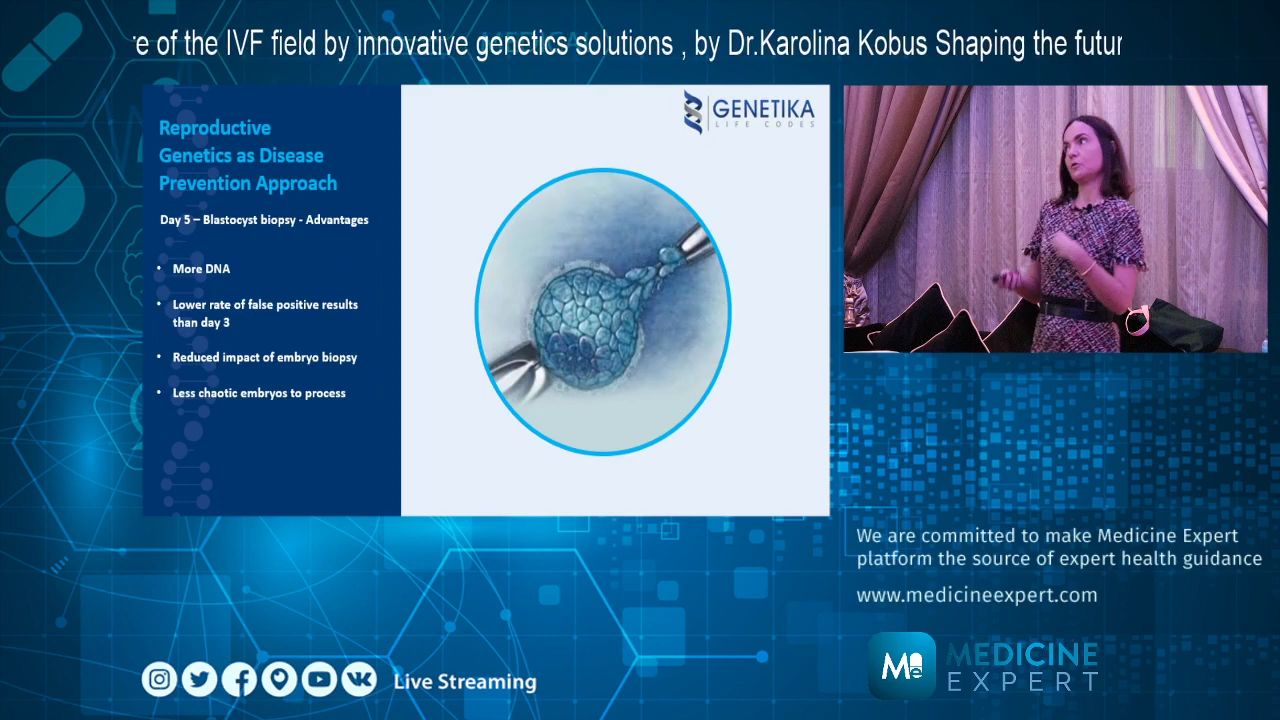 e of the IVF field by innovative genetics solutions , by Dr.Karolina Kobus Shaping the futur
GENETIKA
LIFE CODES
Reproductive
Genetics as Disease
Prevention Approach
Day 5 – Blastocyst biopsy - Advantages
• More DNA
• Lower rate of false positive results
than day 3
• Reduced impact of embryo biopsy
• Less chaotic embryos to process
We are committed to make Medicine Expert
platform the source of expert health guidance
www.medicineexpert.com
Live Streaming
Me
MEDICINE
EXPERT